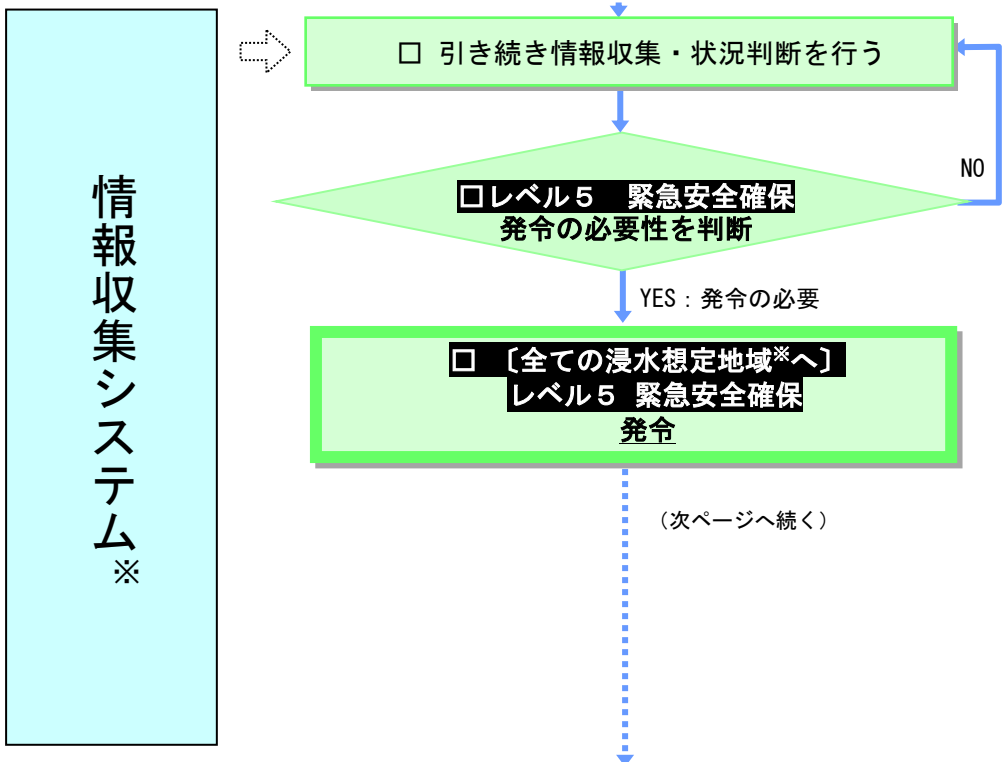 情報収集システム※
□ 引き続き情報収集・状況判断を行う
□レベル５ 緊急安全確保
発令の必要性を判断
NO
YES：発令の必要
□ 〔全ての浸水想定地域※へ〕
レベル５ 緊急安全確保
発令
（次ページへ続く）